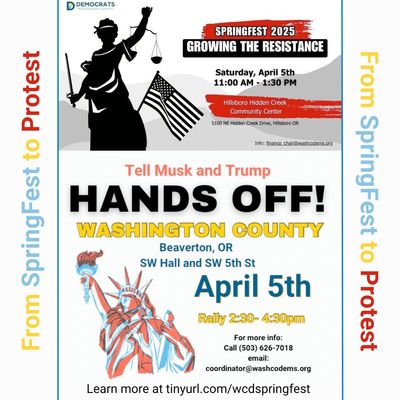 DEMOCRATS
SPRINGFEST 2025
GROWING THE RESISTANCE
Saturday, April 5th
11:00 AM - 1:30 PM
Hillsboro Hidden Creek
Community Center
5100 NE Hidden Creek Drive, Hillsboro OR
Info: finance_chair@washcodems.org
From SpringFest to Protest
From SpringFest to Protest
Tell Musk and Trump
HANDS OFF!
WASHINGTON COUNTY
Beaverton, OR
SW Hall and SW 5th St
April 5th
Rally 2:30- 4:30pm
For more info:
Call (503) 626-7018
email:
coordinator@washcodems.org
Learn more at tinyurl.com/wcdspringfest